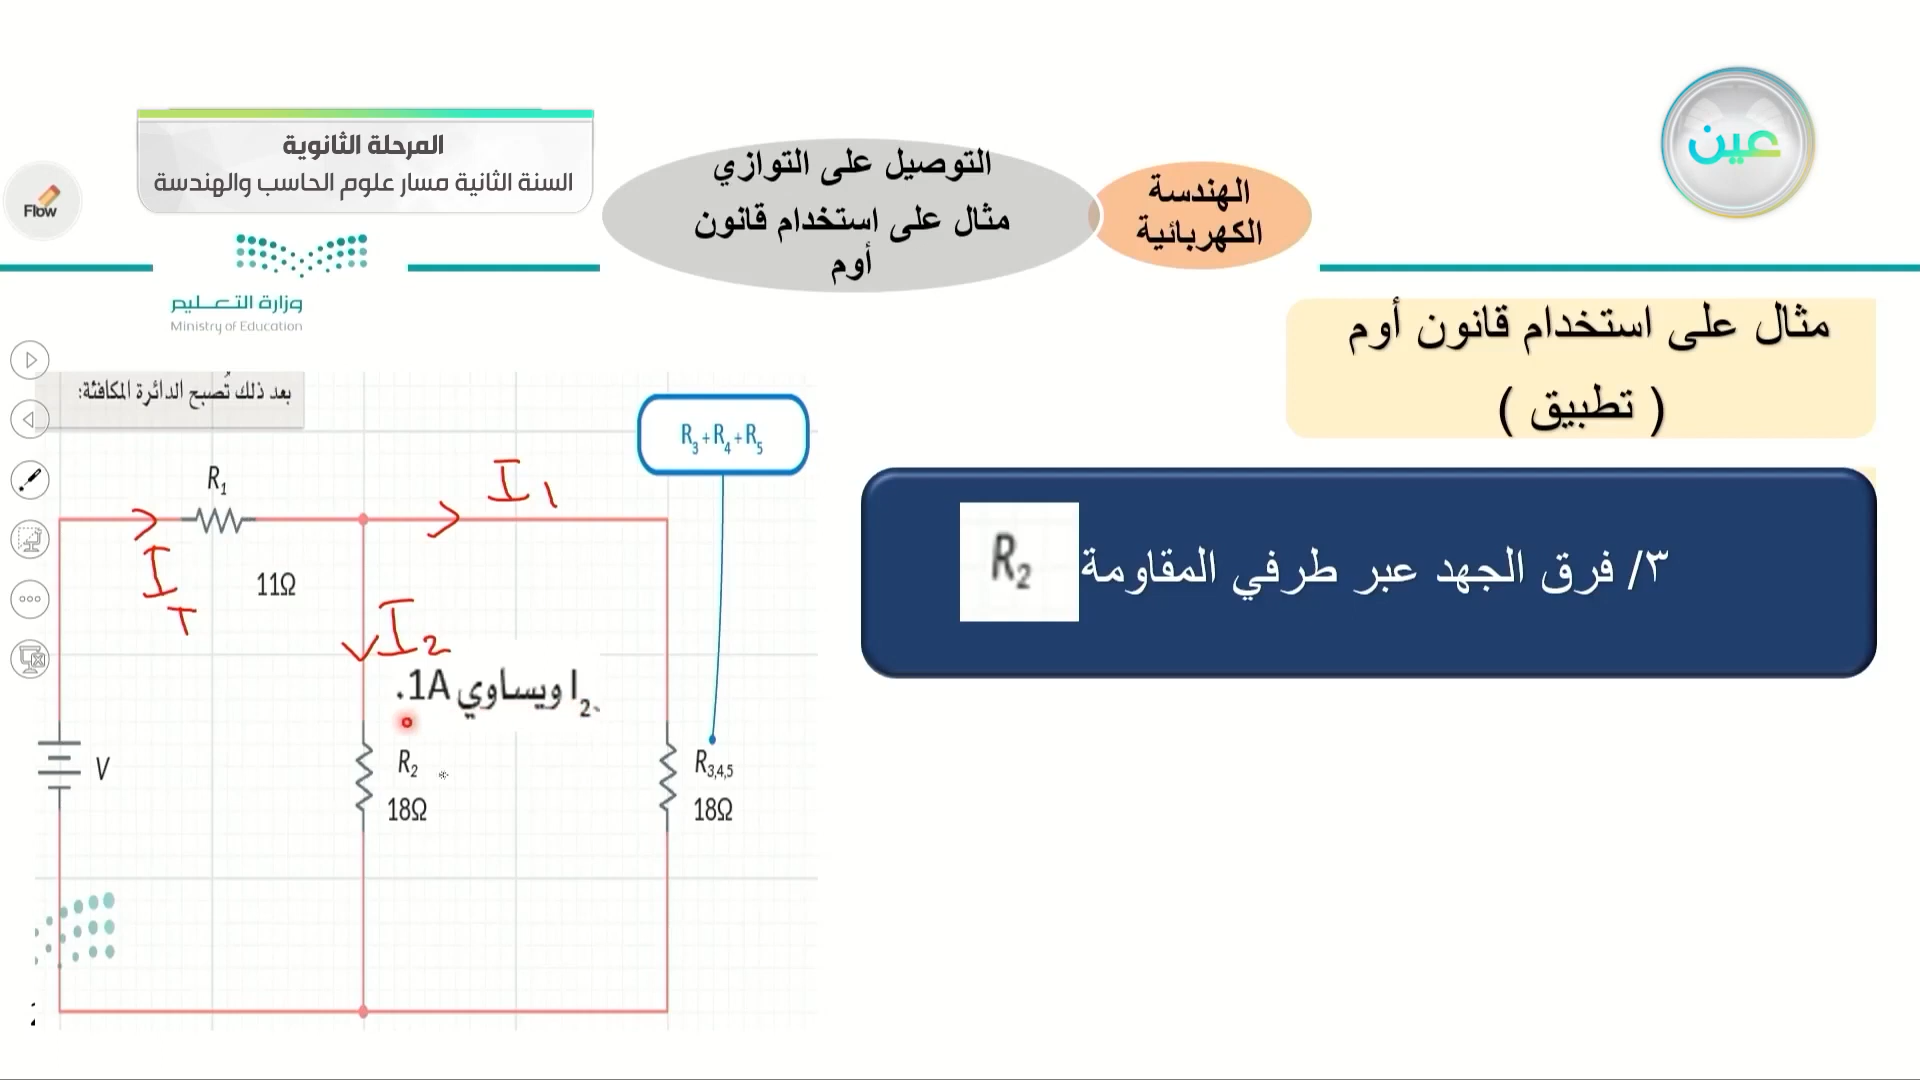 المرحلة الثانوية
السنة الثانية مسار علوم الحاسب والهندسة
Flow
وزارة التعليم
Ministry of Education
التوصيل على التوازي
مثال على استخدام قانون
أوم
الهندسة
الكهربائية
عين
مثال على استخدام قانون أوم
( تطبيق )
٣/ فرق الجهد عبر طرفي المقاومة R2
بعد ذلك تُصبح الدائرة المكافئة:
R3+R4+R5
R1
I1
11Ω
IT
I2
I2 ويساوي 1A.
V
R2
18Ω
R3,4,5
18Ω